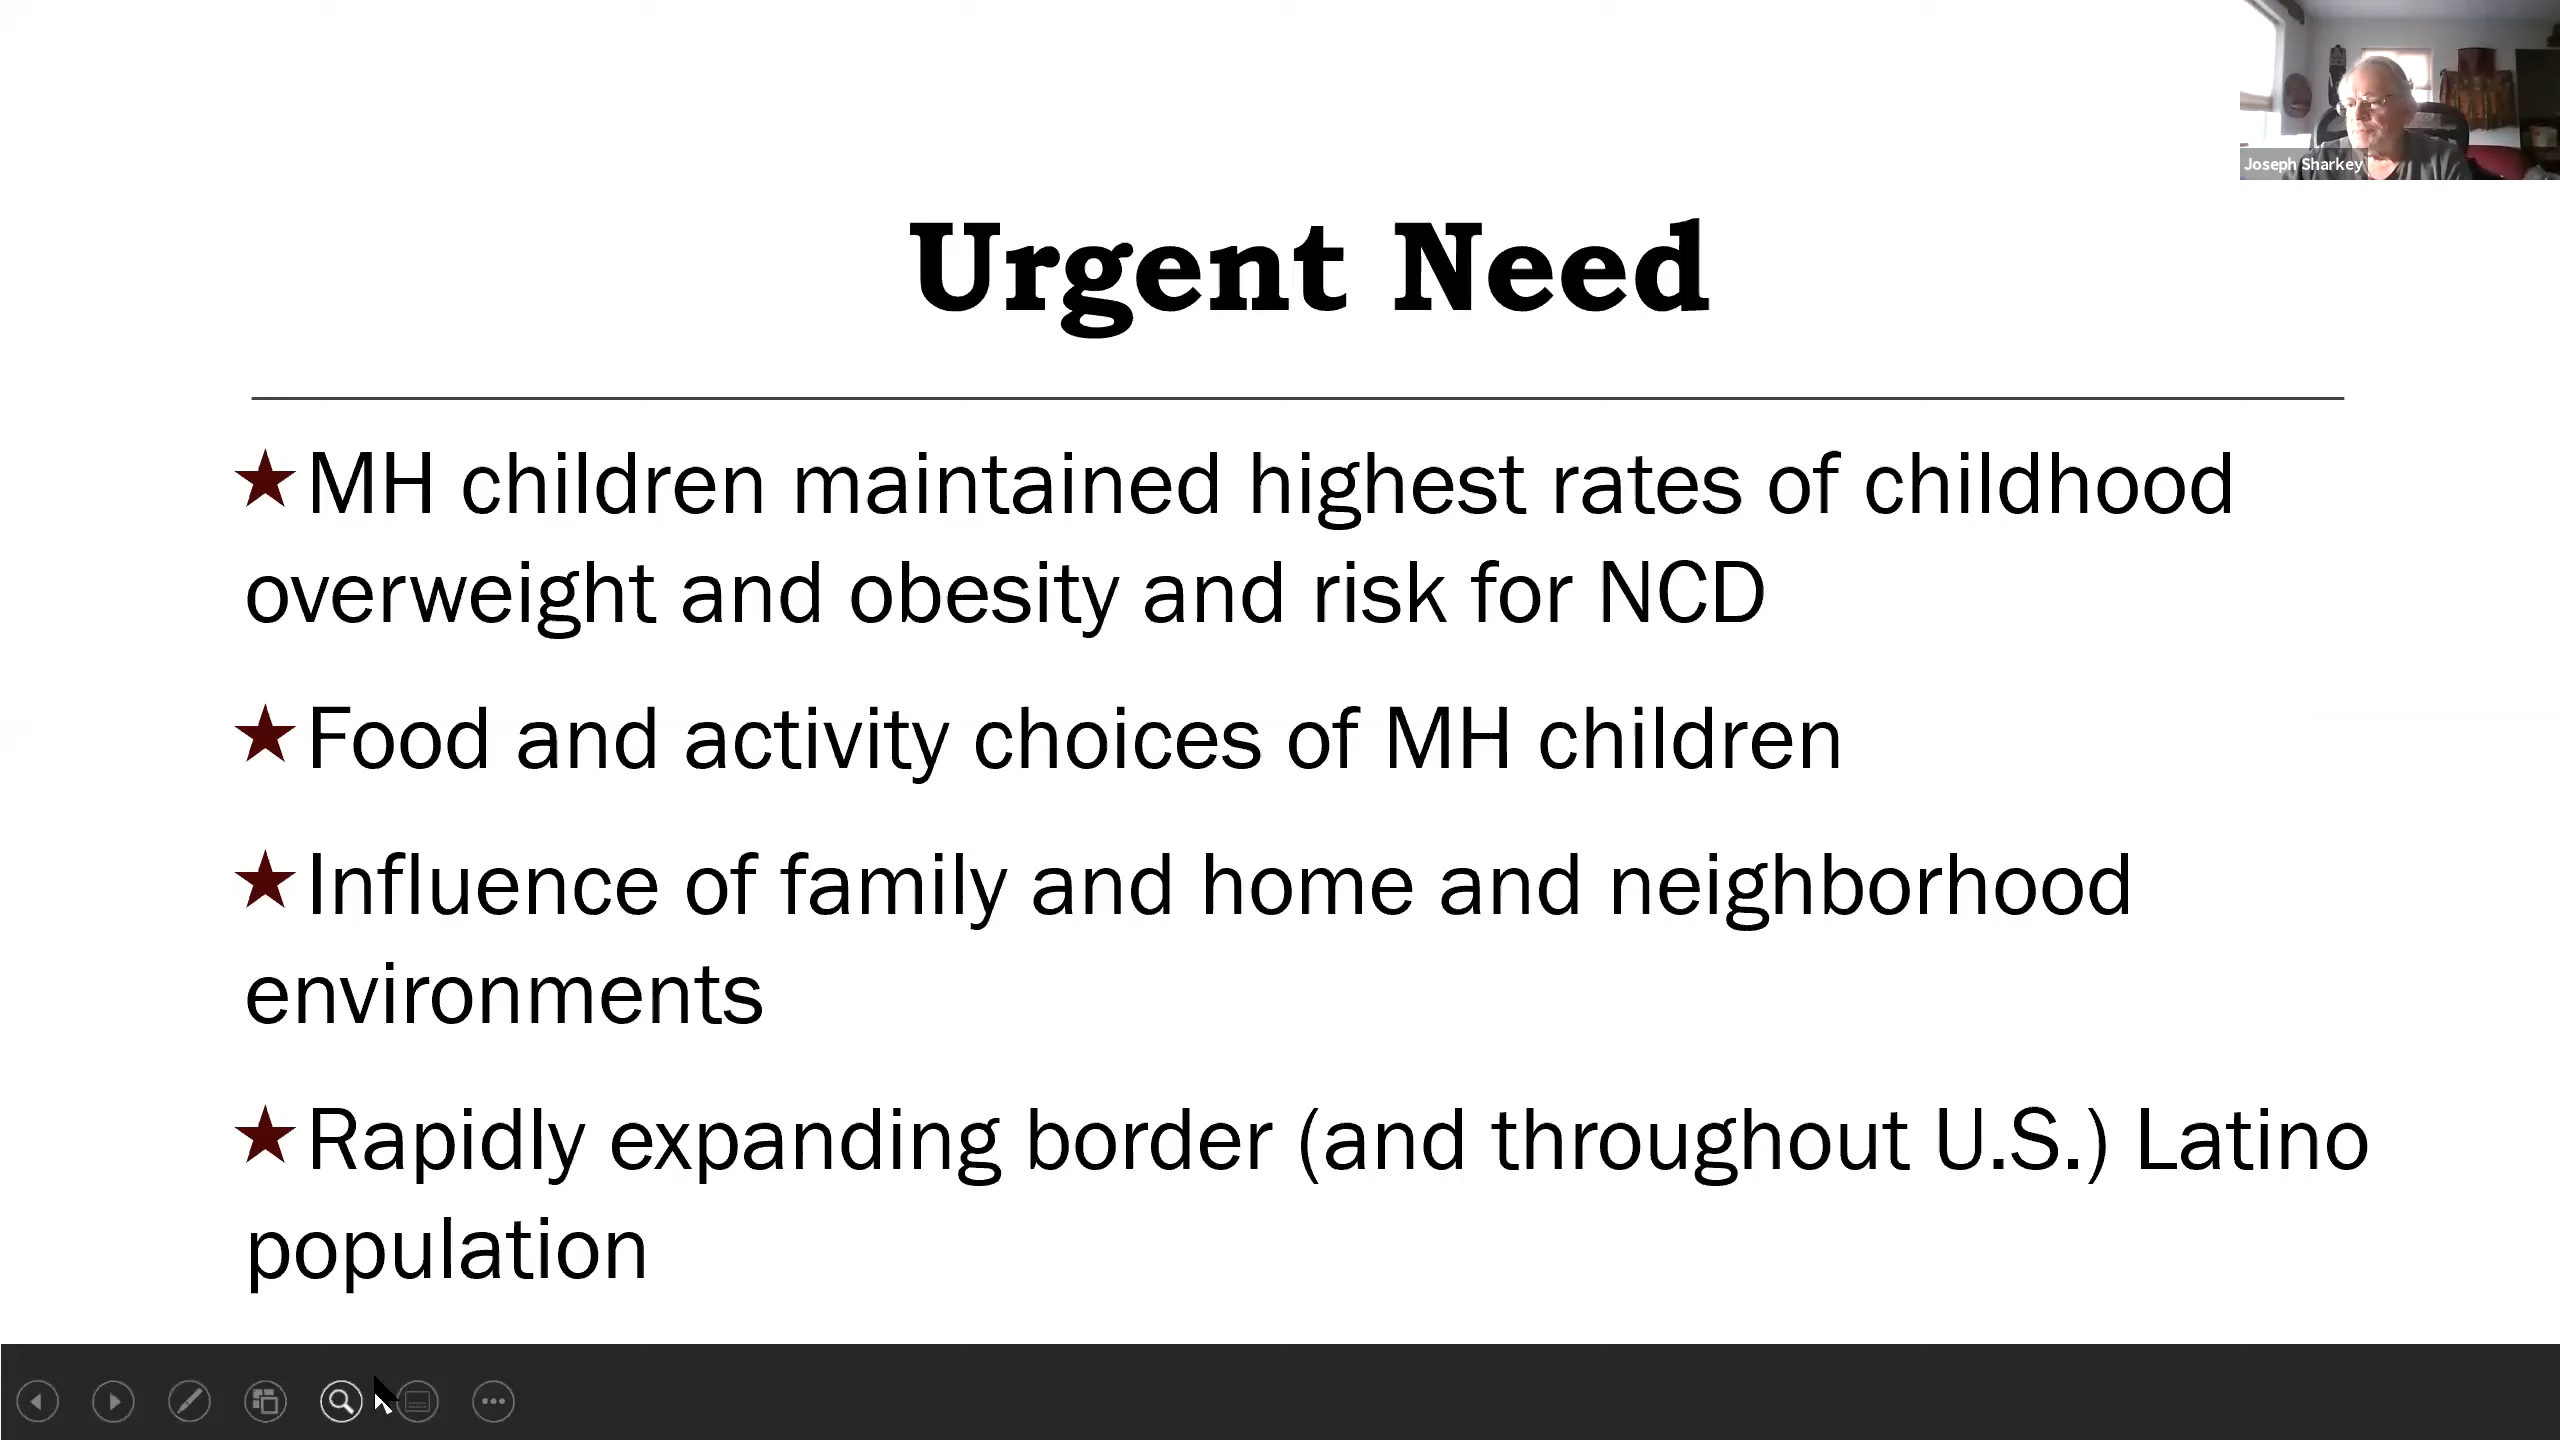 Joseph Sharkey
Urgent Need
MH children maintained highest rates of childhood
overweight and obesity and risk for NCD
Food and activity choices of MH children
Influence of family and home and neighborhood
environments
Rapidly expanding border (and throughout U.S.) Latino
population